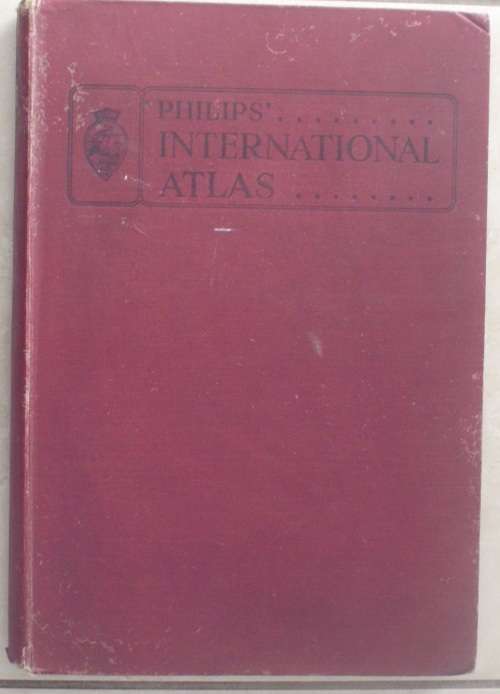 PHILIPS'.........
INTERNATIONAL
ATLAS ........